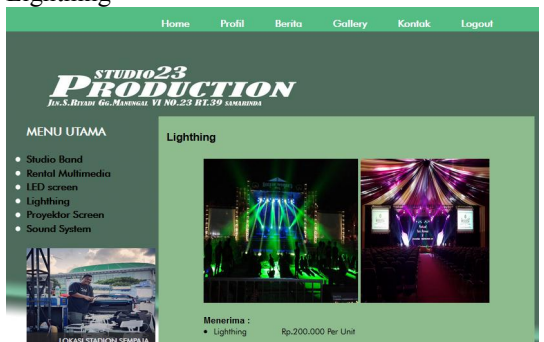 Lighthing
Home Profil Berita Gallery Kontak Logout
STUDIO23
PRODUCTION
JLN.S.RIYADI GG.MANUNGAL VI NO.23 RT.39 SAMARINDA
MENU UTAMA
Studio Band
Rental Multimedia
LED screen
Lighthing
Proyektor Screen
Sound System
LOKASI STADION SEMPAJA
Lighthing
Menerima :
Lighthing Rp.200.000 Per Unit